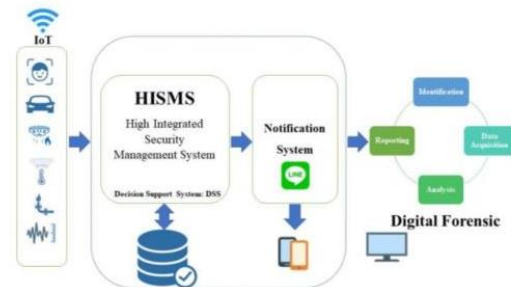 IoT
HISMS
High Integrated
Security
Management System
Decision Support System: DSS
Notification
System
LINE
Identification
Data
Acquisition
Analysis
Reporting
Digital Forensic